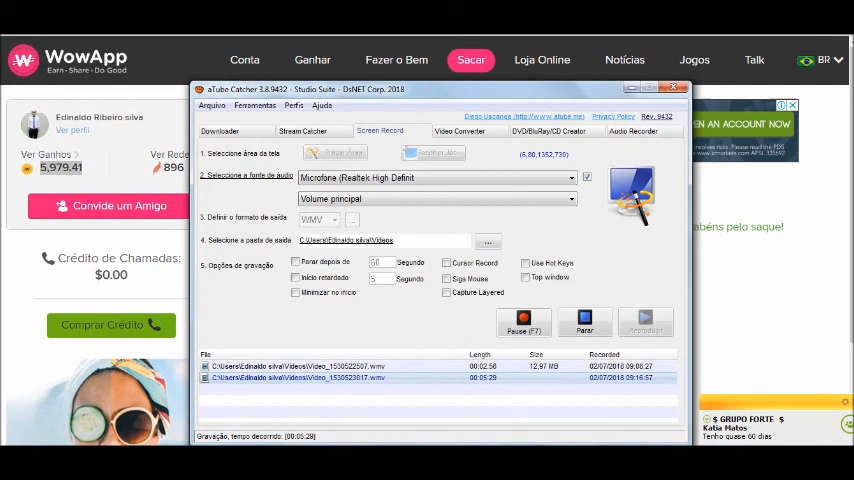 WowApp
Earn • Share • Do Good
Conta
Ganhar
Fazer o Bem
Sacar
Loja Online
Notícias
Jogos
Talk
BR
Edinaldo Ribeiro silva
Ver perfil
Ver Ganhos
5,979.41
Ver Rede
896
Convide um Amigo
Crédito de Chamadas:
$0.00
Comprar Crédito
aTube Catcher 3.8.9432 - Studio Suite - DsNET Corp. 2018
Arquivo Ferramentas Perfis Ajuda
Diego Uscanga (http://www.atube.me) Privacy Policy Rev. 9432
Downloader
Stream Catcher
Screen Record
Video Converter
DVD/BluRay/CD Creator
Audio Recorder
1. Seleccione área da tela
Traçar Área
(6,80,1352,730)
2. Seleccione a fonte de áudio
Microfone (Realtek High Definit
Volume principal
3. Definir o formato de saída
WMV
...
4. Selecione a pasta de saída
C:\Users\Edinaldo silva\Videos
...
5. Opções de gravação
Parar depois de 60 Segundo
Início retardado 5 Segundo
Minimizar no inicio
Cursor Record
Siga Mouse
Capture Layered
Use Hot Keys
Top window
Pause (F7)
Parar
Reproduzir
File Length Size Recorded
C:\Users\Edinaldo silva\Videos\Video_1530522507.wmv 00:02:56 12,97 MB 02/07/2018 09:08:27
C:\Users\Edinaldo silva\Videos\Video_1530523017.wmv 00:05:29 02/07/2018 09:16:57
Gravação, tempo decorrido: [00:05:29]
EN AN ACCOUNT NOW
abéns pelo saque!
$ GRUPO FORTE $
Katia Matos
Tenho quase 60 dias